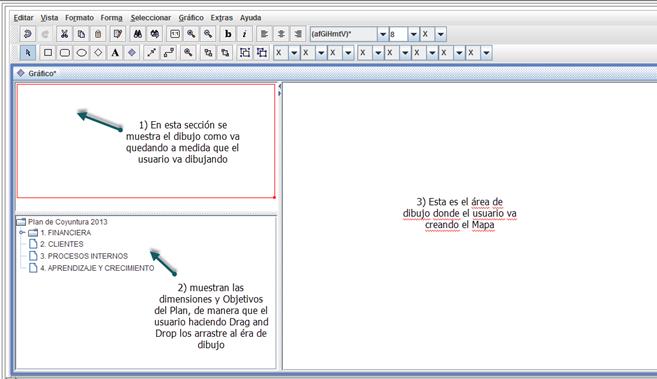 Editar Vista Formato Forma Seleccionar Gráfico Extras Ayuda
1:1 b i (afGiHmtV)* 8 X
A X X X X X X X X
Gráfico*
1) En esta sección se
muestra el dibujo como va
quedando a medida que el
usuario va dibujando
Plan de Coyuntura 2013
1. FINANCIERA
2. CLIENTES
3. PROCESOS INTERNOS
4. APRENDIZAJE Y CRECIMIENTO
2) muestran las
dimensiones y Objetivos
del Plan, de manera que el
usuario haciendo Drag and
Drop los arrastre al éra de
dibujo
3) Esta es el área de
dibujo donde el usuario va
creando el Mapa